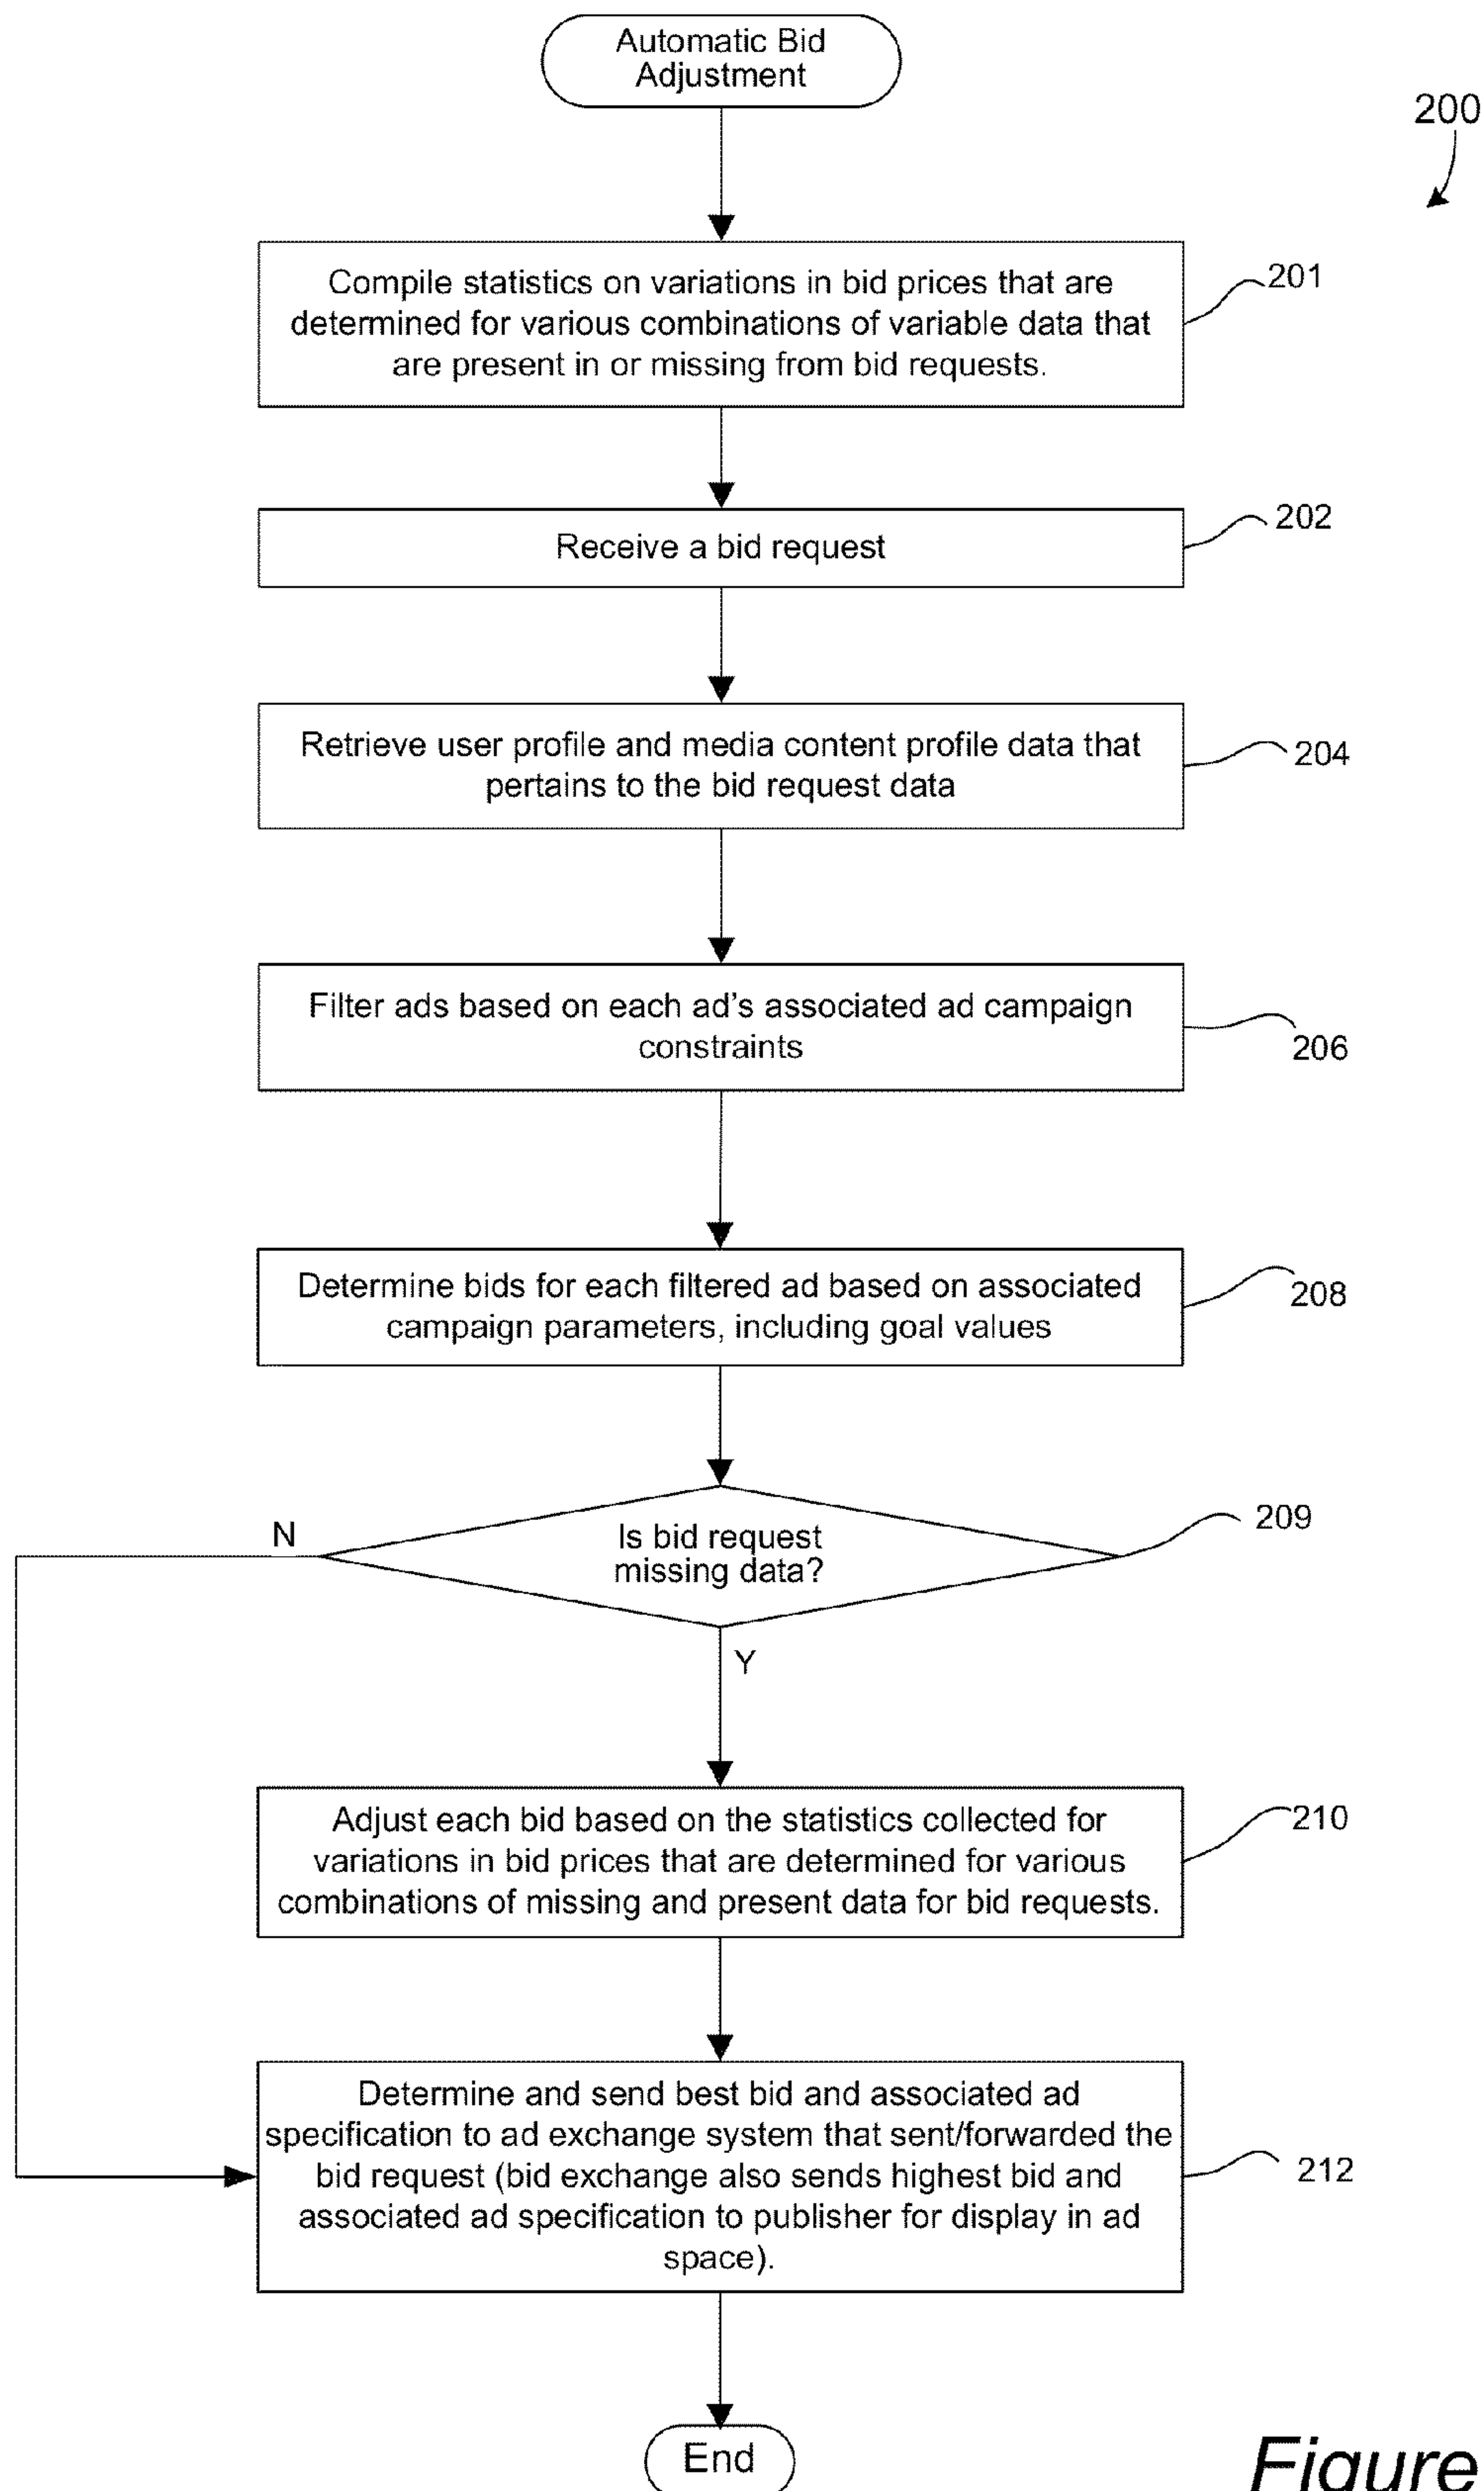 Automatic Bid
Adjustment
200
Compile statistics on variations in bid prices that are
determined for various combinations of variable data that
are present in or missing from bid requests.
201
Receive a bid request
202
Retrieve user profile and media content profile data that
pertains to the bid request data
204
Filter ads based on each ad's associated ad campaign
constraints
206
Determine bids for each filtered ad based on associated
campaign parameters, including goal values
208
Is bid request
missing data?
209
N
Y
Adjust each bid based on the statistics collected for
variations in bid prices that are determined for various
combinations of missing and present data for bid requests.
210
Determine and send best bid and associated ad
specification to ad exchange system that sent/forwarded the
bid request (bid exchange also sends highest bid and
associated ad specification to publisher for display in ad
space).
212
End
Figure